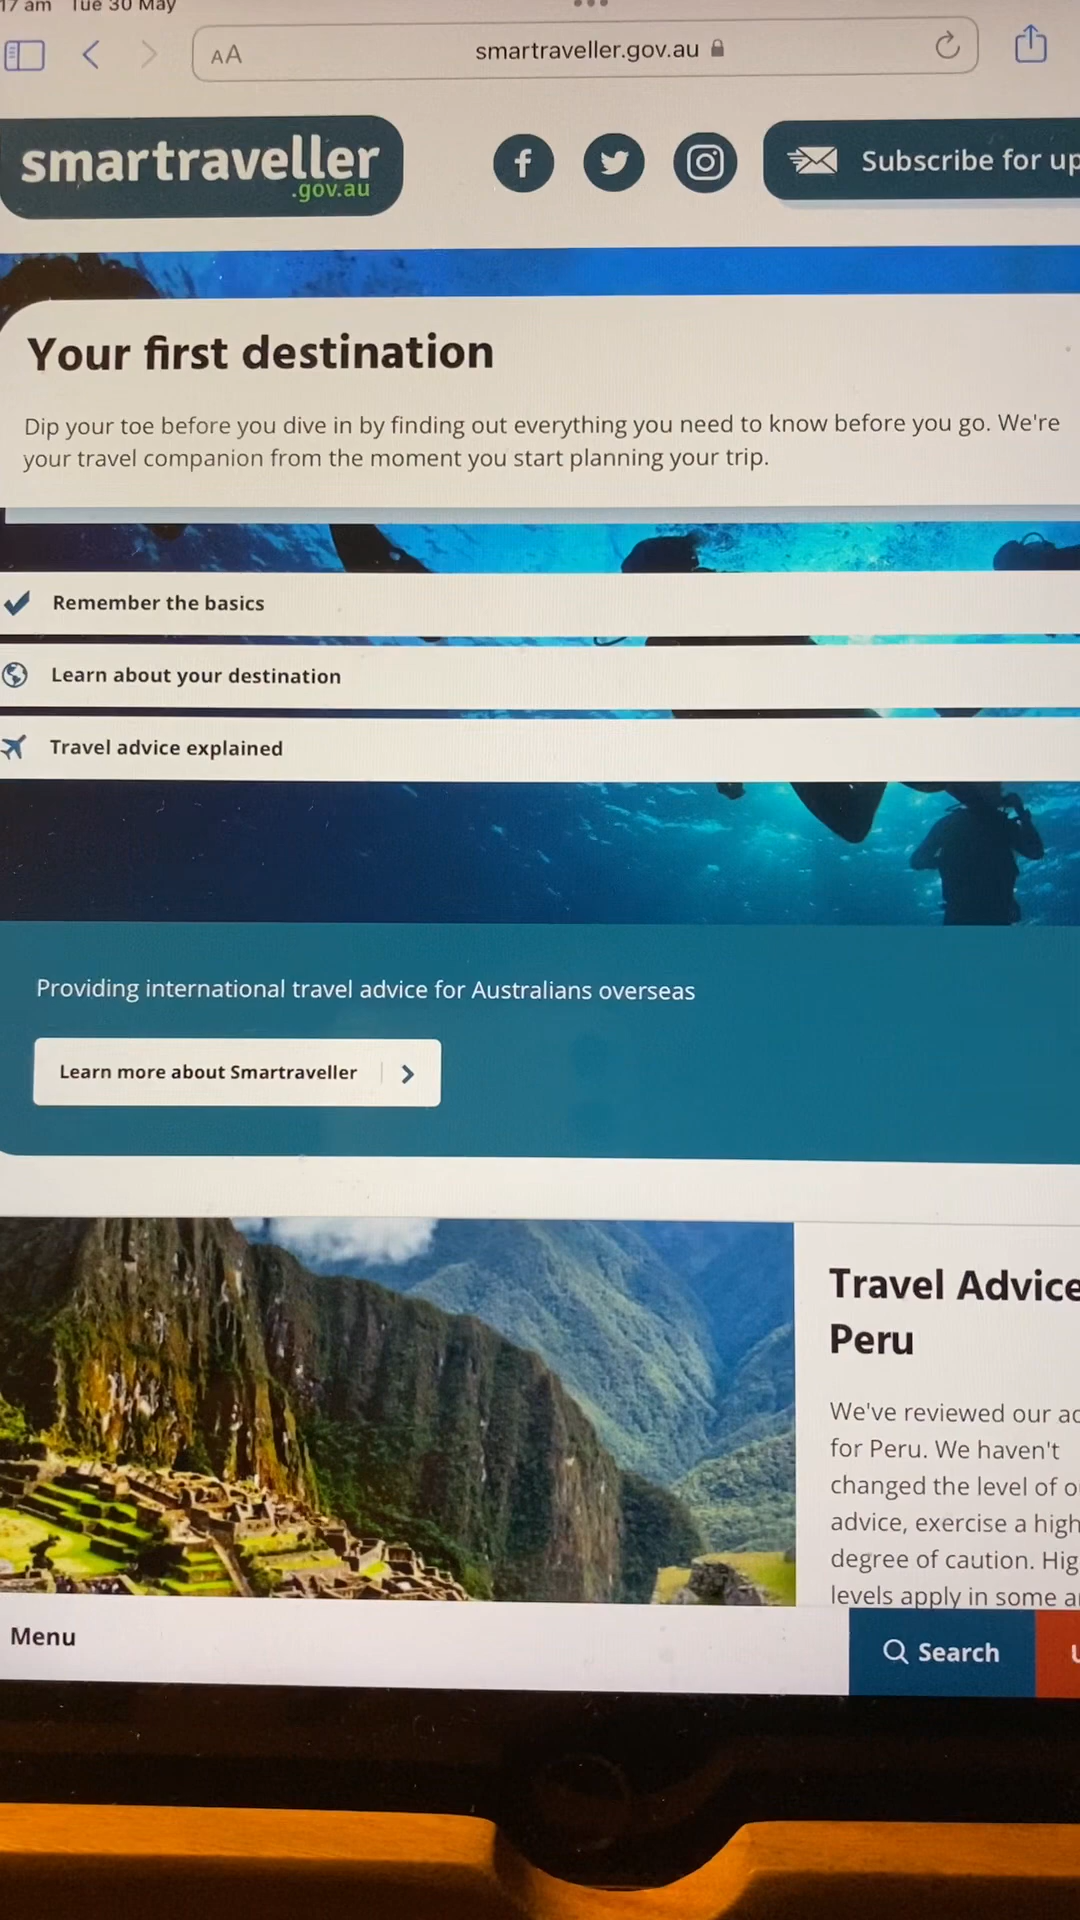 17 am Tue 30 May
AA
smartraveller.gov.au
smartraveller
.gov.au
Subscribe for up
Your first destination
Dip your toe before you dive in by finding out everything you need to know before you go. We're
your travel companion from the moment you start planning your trip.
Remember the basics
Learn about your destination
Travel advice explained
Providing international travel advice for Australians overseas
Learn more about Smartraveller
Travel Advice
Peru
We've reviewed our ad
for Peru. We haven't
changed the level of o
advice, exercise a high
degree of caution. Hig
levels apply in some a
Menu
Search